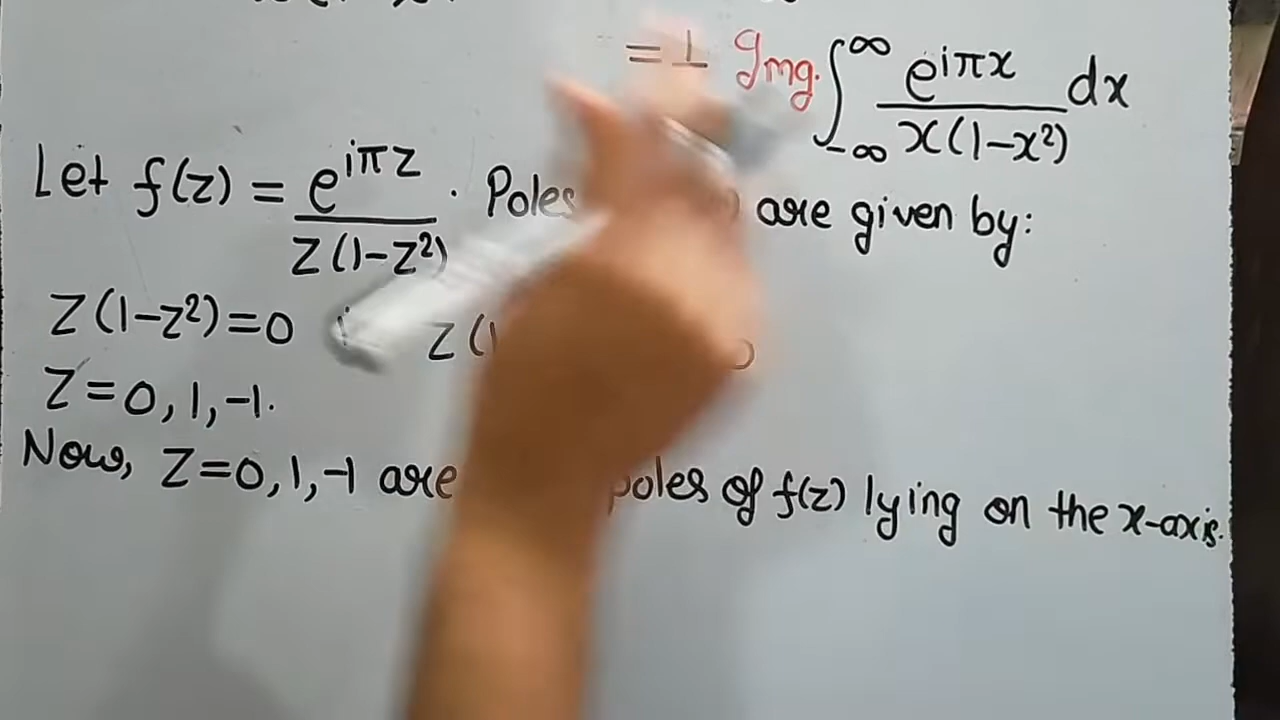 = 1 Img. ∫_{-∞}^{∞} e^{iπx} / x(1-x²) dx
Let f(z) = e^{iπz} / z(1-z²) . Poles are given by:
z(1-z²)=0 z(1
z=0, 1, -1.
Now, z=0, 1, -1 are poles of f(z) lying on the x-axis.